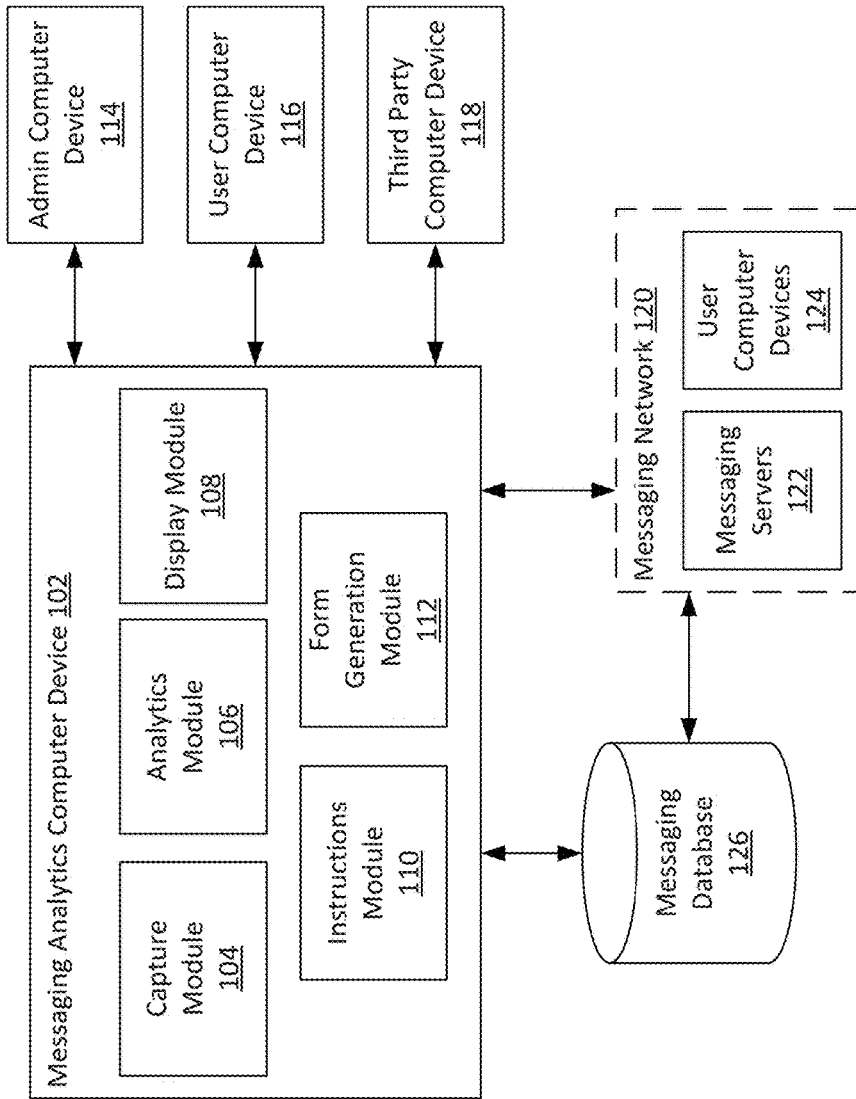 Messaging Analytics Computer Device 102
Capture
Module
104
Analytics
Module
106
Display Module
108
Instructions
Module
110
Form
Generation Module
112
Admin Computer
Device
114
User Computer
Device
116
Third Party
Computer Device
118
Messaging
Database
126
Messaging Network 120
Messaging
Servers
122
User
Computer
Devices
124